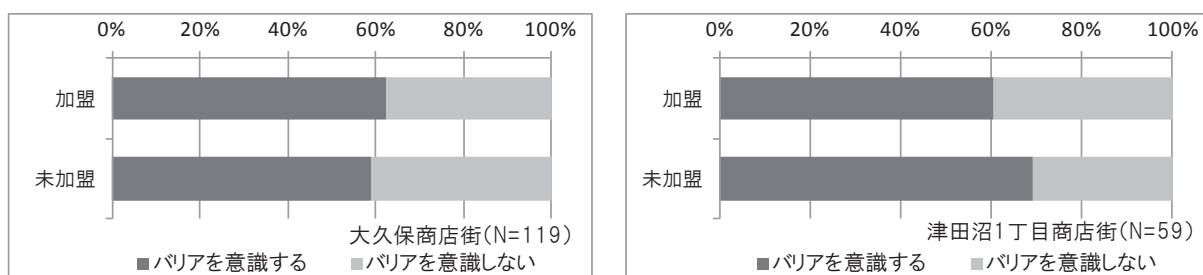 0% 20% 40% 60% 80% 100%
加盟
未加盟
大久保商店街(N=119)
■バリアを意識する ■バリアを意識しない
0% 20% 40% 60% 80% 100%
加盟
未加盟
津田沼1丁目商店街(N=59)
■バリアを意識する ■バリアを意識しない